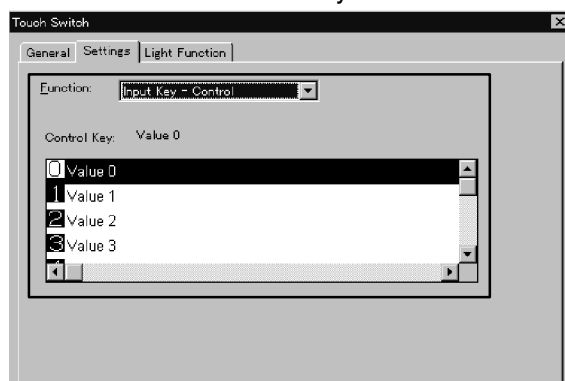 Touch Switch
General Settings Light Function
Function: Input Key - Control
Control Key: Value 0
0 Value 0
1 Value 1
2 Value 2
3 Value 3